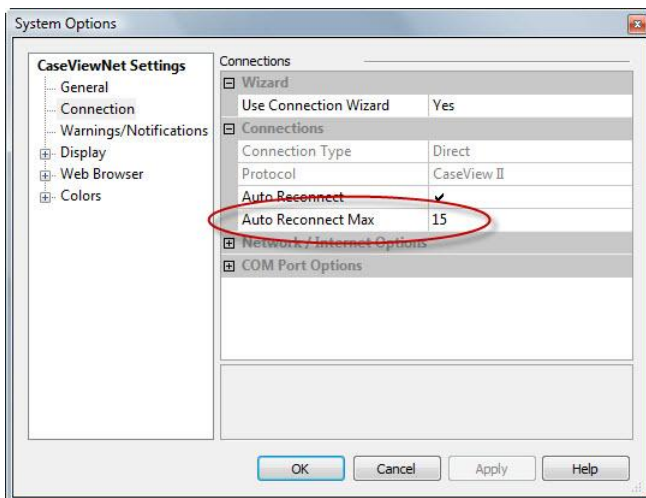 System Options
CaseViewNet Settings
General
Connection
Warnings/Notifications
Display
Web Browser
Colors
Connections
Wizard
Use Connection Wizard Yes
Connections
Connection Type Direct
Protocol CaseView II
Auto Reconnect
Auto Reconnect Max 15
Network / Internet Options
COM Port Options
OK Cancel Apply Help